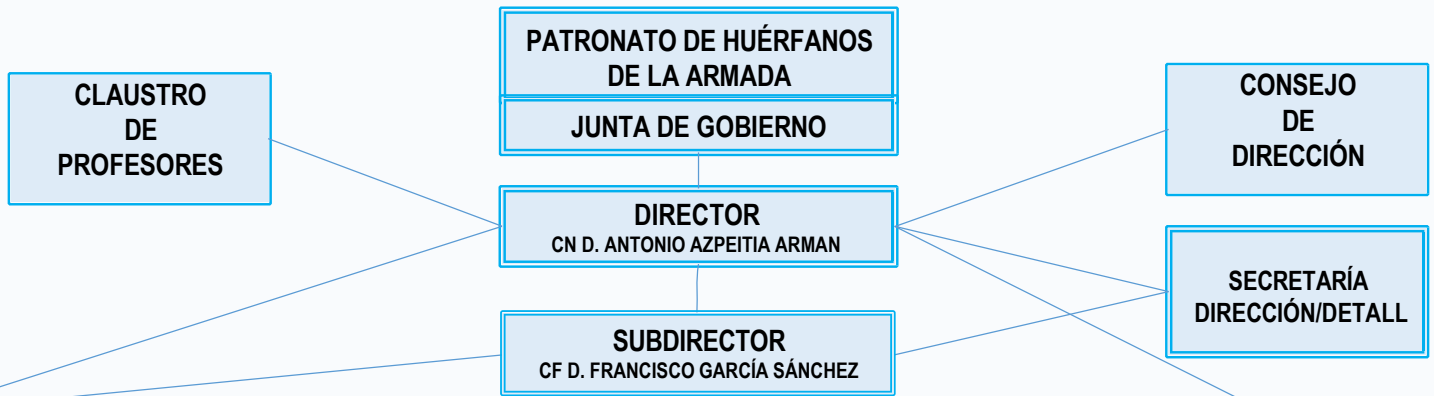 PATRONATO DE HUÉRFANOS
DE LA ARMADA
JUNTA DE GOBIERNO
CLAUSTRO
DE
PROFESORES
CONSEJO
DE
DIRECCIÓN
DIRECTOR
CN D. ANTONIO AZPEITIA ARMAN
SECRETARÍA
DIRECCIÓN/DETALL
SUBDIRECTOR
CF D. FRANCISCO GARCÍA SÁNCHEZ